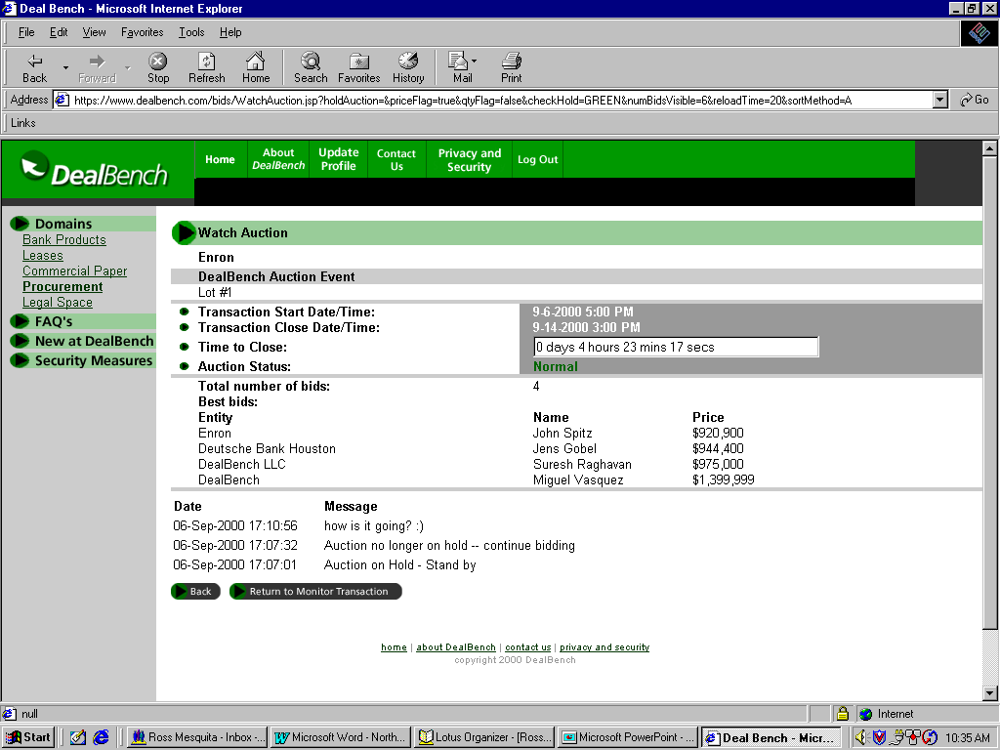 Deal Bench - Microsoft Internet Explorer
File Edit View Favorites Tools Help
Back Forward Stop Refresh Home Search Favorites History Mail Print
Address https://www.dealbench.com/bids/WatchAuction.jsp?holdAuction=&priceFlag=true&qtyFlag=false&checkHold=GREEN&numBidsVisible=6&reloadTime=20&sortMethod=A Go
Links
DealBench
Home About DealBench Update Profile Contact Us Privacy and Security Log Out
Domains
Bank Products
Leases
Commercial Paper
Procurement
Legal Space
FAQ's
New at DealBench
Security Measures
Watch Auction
Enron
DealBench Auction Event
Lot #1
Transaction Start Date/Time: 9-6-2000 5:00 PM
Transaction Close Date/Time: 9-14-2000 3:00 PM
Time to Close: 0 days 4 hours 23 mins 17 secs
Auction Status: Normal
Total number of bids: 4
Best bids:
Entity Name Price
Enron John Spitz $920,900
Deutsche Bank Houston Jens Gobel $944,400
DealBench LLC Suresh Raghavan $975,000
DealBench Miguel Vasquez $1,399,999
Date Message
06-Sep-2000 17:10:56 how is it going? :)
06-Sep-2000 17:07:32 Auction no longer on hold -- continue bidding
06-Sep-2000 17:07:01 Auction on Hold - Stand by
Back Return to Monitor Transaction
home | about DealBench | contact us | privacy and security
copyright 2000 DealBench
null Internet
Start Ross Mesquita - Inbox -... Microsoft Word - North... Lotus Organizer - [Ross... Microsoft PowerPoint - ... Deal Bench - Micr... 10:35 AM